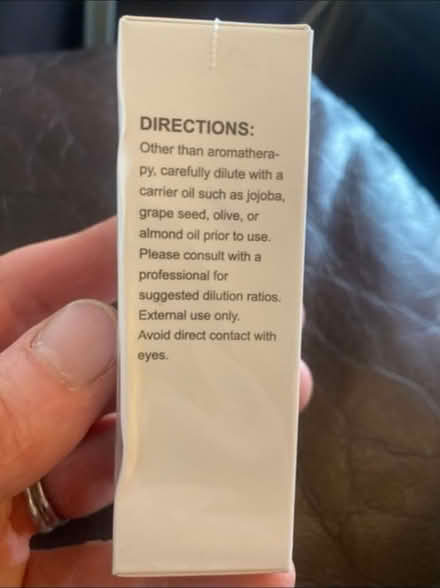 DIRECTIONS:
Other than aromathera-
py, carefully dilute with a
carrier oil such as jojoba,
grape seed, olive, or
almond oil prior to use.
Please consult with a
professional for
suggested dilution ratios.
External use only.
Avoid direct contact with
eyes.